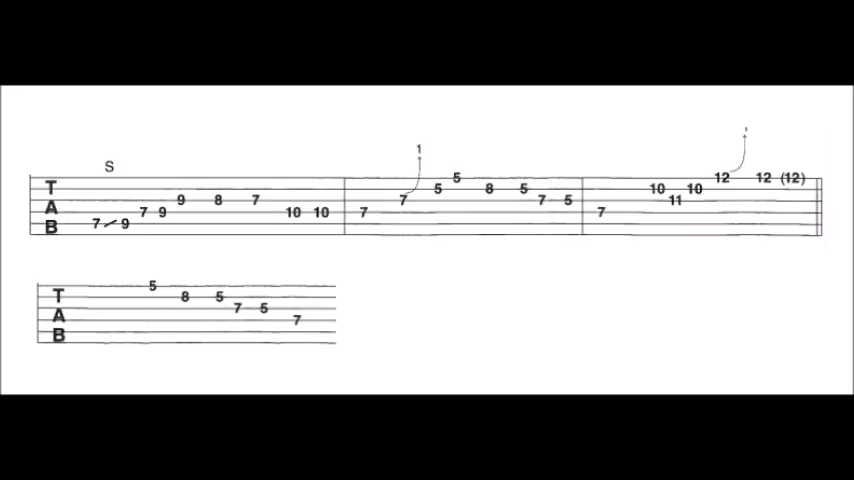 1
S
5 12 12 (12)
T 5 8 5 10 10
9 8 7 7 7 5 11
A 7 9 10 10 7 7
B 7 9
5
T 8 5
7 5
A 7
B